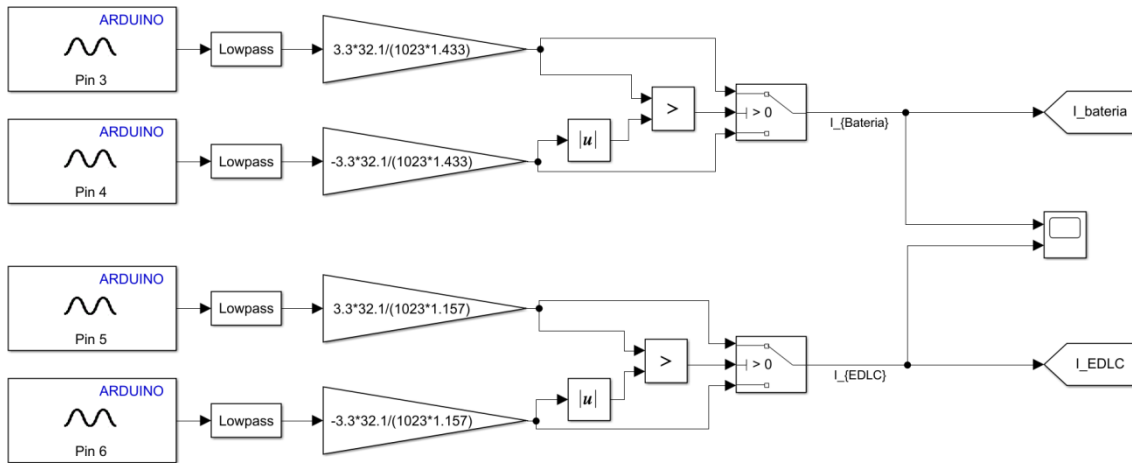 ARDUINO
Pin 3
Lowpass
3.3*32.1/(1023*1.433)
>
> 0
I_{Bateria}
I_bateria
ARDUINO
Pin 4
Lowpass
-3.3*32.1/(1023*1.433)
|u|
ARDUINO
Pin 5
Lowpass
3.3*32.1/(1023*1.157)
>
> 0
I_{EDLC}
I_EDLC
ARDUINO
Pin 6
Lowpass
-3.3*32.1/(1023*1.157)
|u|